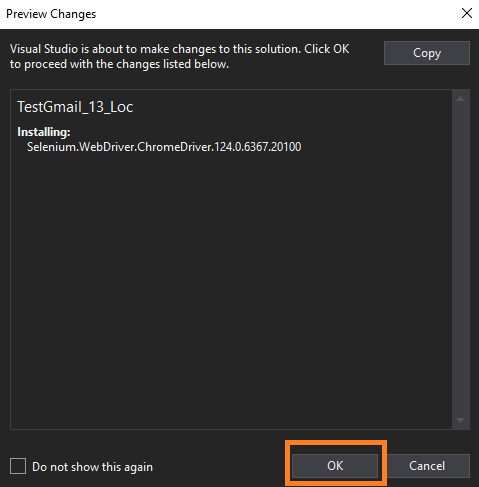 Preview Changes
Visual Studio is about to make changes to this solution. Click OK
to proceed with the changes listed below.
Copy
TestGmail_13_Loc
Installing:
Selenium.WebDriver.ChromeDriver.124.0.6367.20100
Do not show this again
OK
Cancel